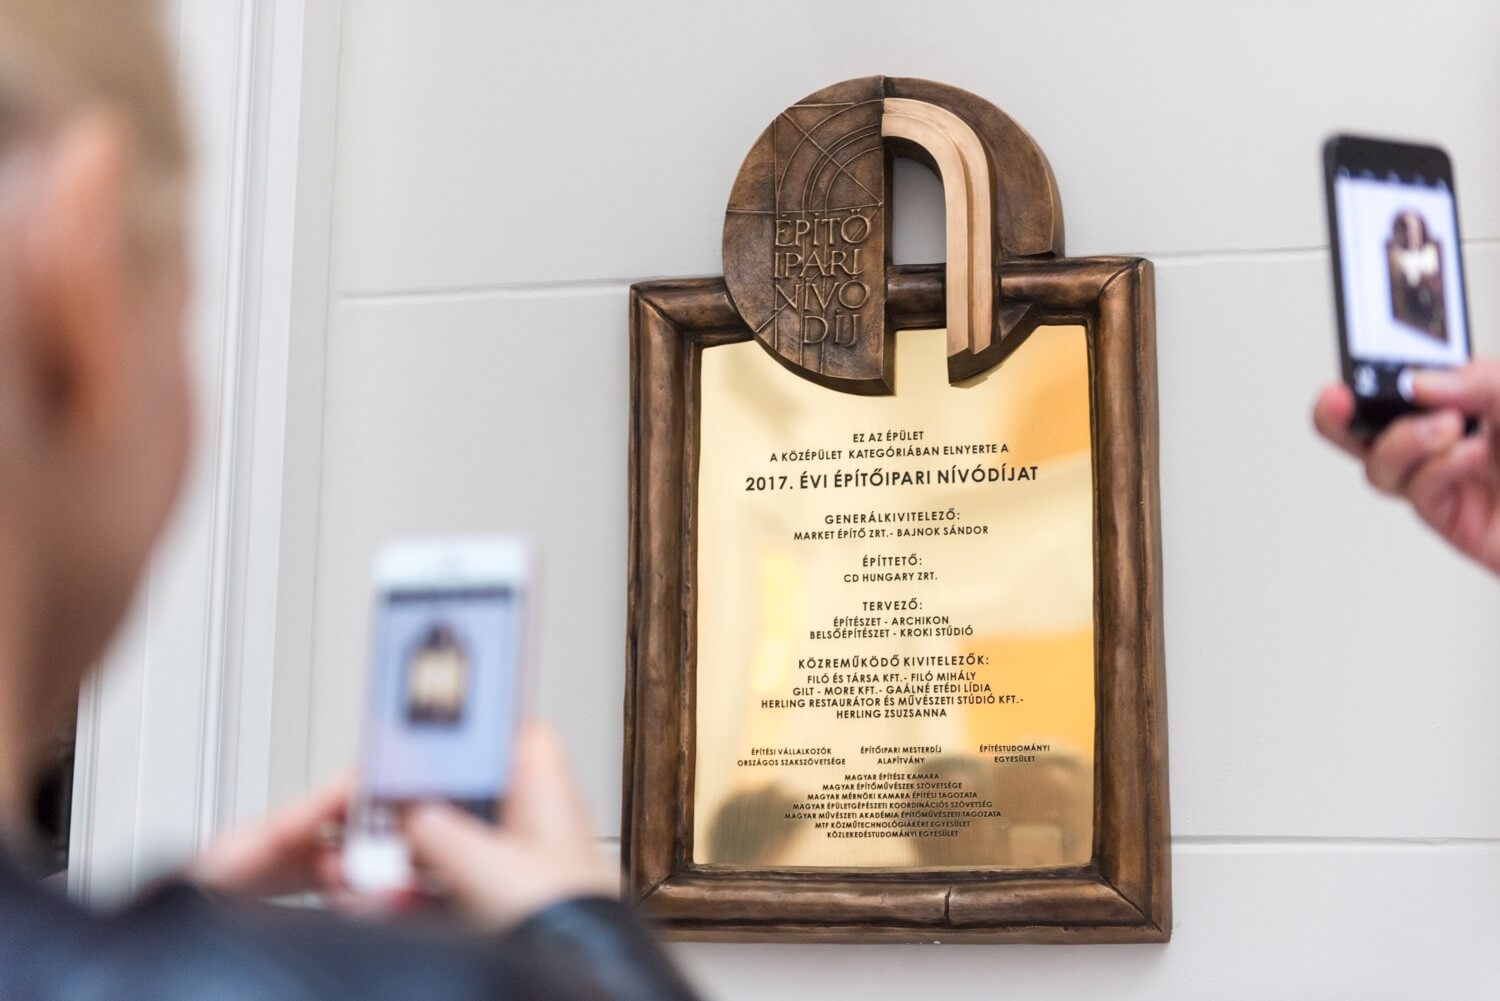 ÉPÍTŐ
IPARI
NÍVÓ
DÍJ
EZ AZ ÉPÜLET
A KÖZÉPÜLET KATEGÓRIÁBAN ELNYERTE A
2017. ÉVI ÉPÍTŐIPARI NÍVÓDÍJAT
GENERÁLKIVITELEZŐ:
MARKET ÉPÍTŐ ZRT.- BAJNOK SÁNDOR
ÉPÍTTETŐ:
CD HUNGARY ZRT.
TERVEZŐ:
ÉPÍTÉSZET - ARCHIKON
BELSŐÉPÍTÉSZET - KROKI STÚDIÓ
KÖZREMŰKÖDŐ KIVITELEZŐK:
FILÓ ÉS TÁRSA KFT.- FILÓ MIHÁLY
GILT - MORE KFT.- GAÁLNÉ ETÉDI LÍDIA
HERLING RESTAURÁTOR ÉS MŰVÉSZETI STÚDIÓ KFT.-
HERLING ZSUZSANNA
ÉPÍTÉSI VÁLLALKOZÓK
ORSZÁGOS SZAKSZÖVETSÉGE
ÉPÍTŐIPARI MESTERDÍJ
ALAPÍTVÁNY
ÉPÍTÉSTUDOMÁNYI
EGYESÜLET
MAGYAR ÉPÍTÉSZ KAMARA
MAGYAR ÉPÍTŐMŰVÉSZEK SZÖVETSÉGE
MAGYAR MÉRNÖKI KAMARA ÉPÍTÉSI TAGOZATA
MAGYAR ÉPÜLETGÉPÉSZETI KOORDINÁCIÓS SZÖVETSÉG
MAGYAR MŰVÉSZETI AKADÉMIA ÉPÍTŐMŰVÉSZETI TAGOZATA
MTF KÖZMŰTECHNOLÓGIÁKÉRT EGYESÜLET
KÖZLEKEDÉSTUDOMÁNYI EGYESÜLET